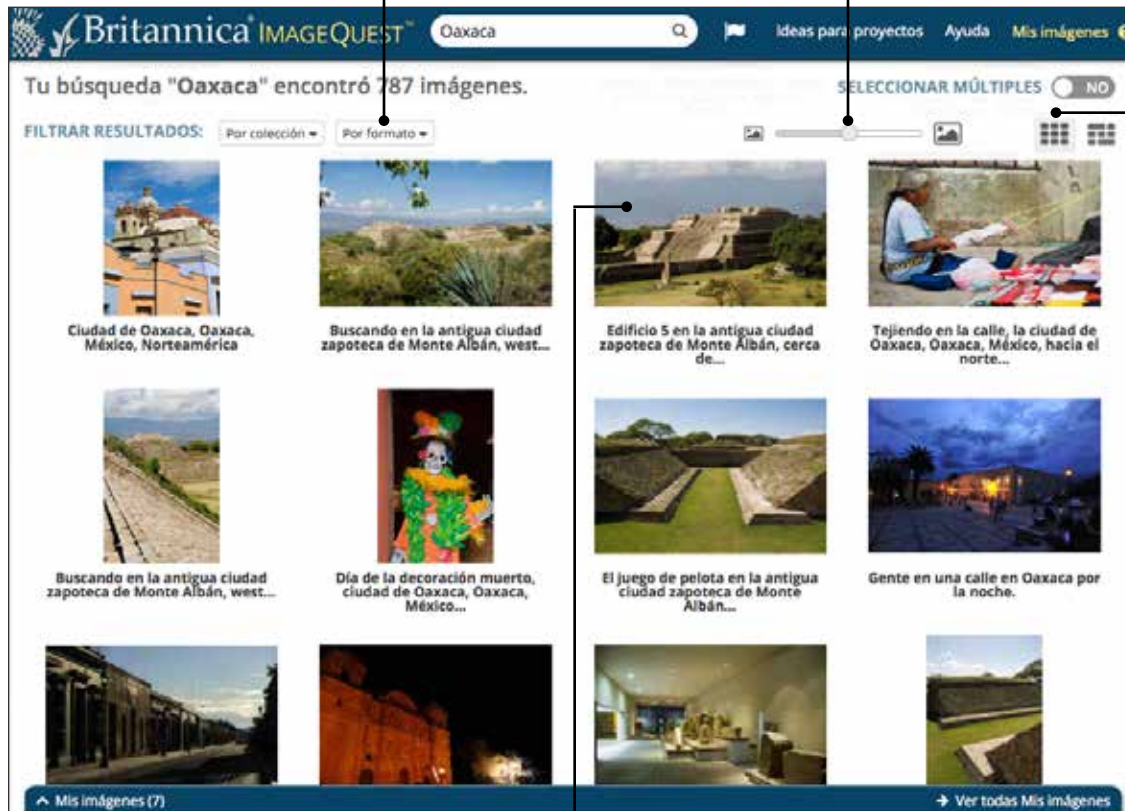 Britannica® IMAGEQUEST™
Oaxaca
Ideas para proyectos
Ayuda
Mis imágenes
Tu búsqueda "Oaxaca" encontró 787 imágenes.
SELECCIONAR MÚLTIPLES
NO
FILTRAR RESULTADOS:
Por colección
Por formato
Ciudad de Oaxaca, Oaxaca,
México, Norteamérica
Buscando en la antigua ciudad
zapoteca de Monte Albán, west...
Edificio 5 en la antigua ciudad
zapoteca de Monte Albán, cerca
de...
Tejiendo en la calle, la ciudad de
Oaxaca, Oaxaca, México, hacia el
norte...
Buscando en la antigua ciudad
zapoteca de Monte Albán, west...
Día de la decoración muerto,
ciudad de Oaxaca, Oaxaca,
México...
El juego de pelota en la antigua
ciudad zapoteca de Monte
Albán...
Gente en una calle en Oaxaca por
la noche.
Mis imágenes (7)
Ver todas Mis imágenes